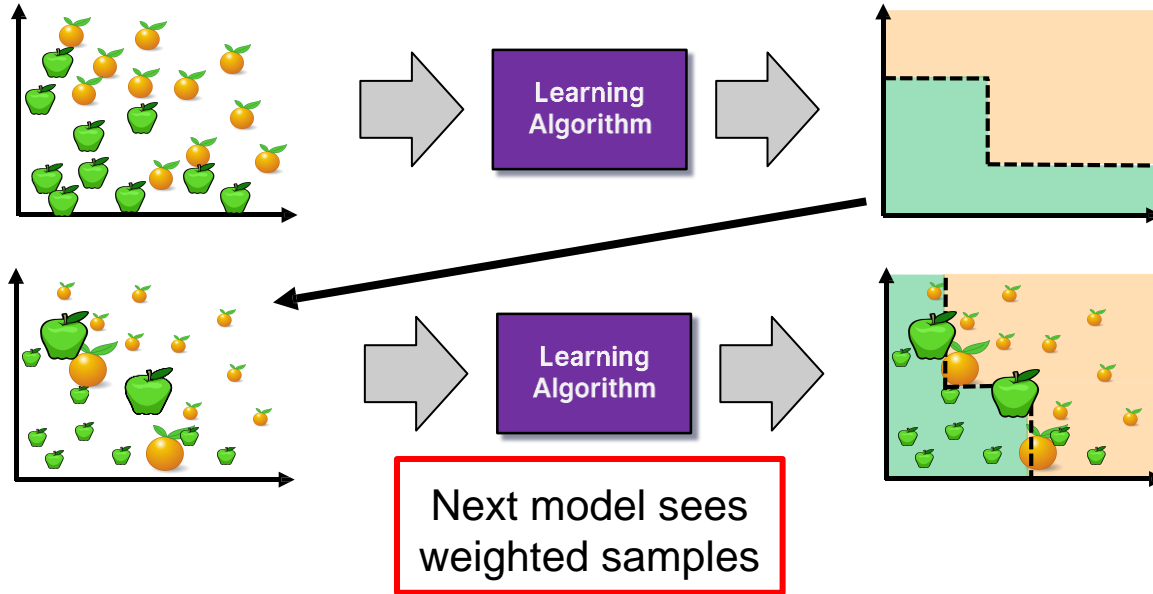 Learning
Algorithm
Learning
Algorithm
Next model sees
weighted samples